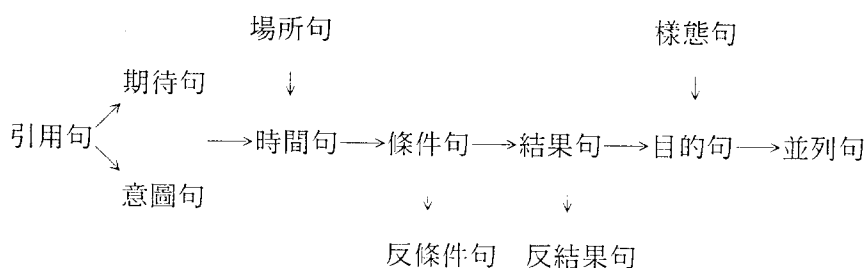 場所句 樣態句
期待句
引用句 時間句 條件句 結果句 目的句 並列句
意圖句
反條件句 反結果句